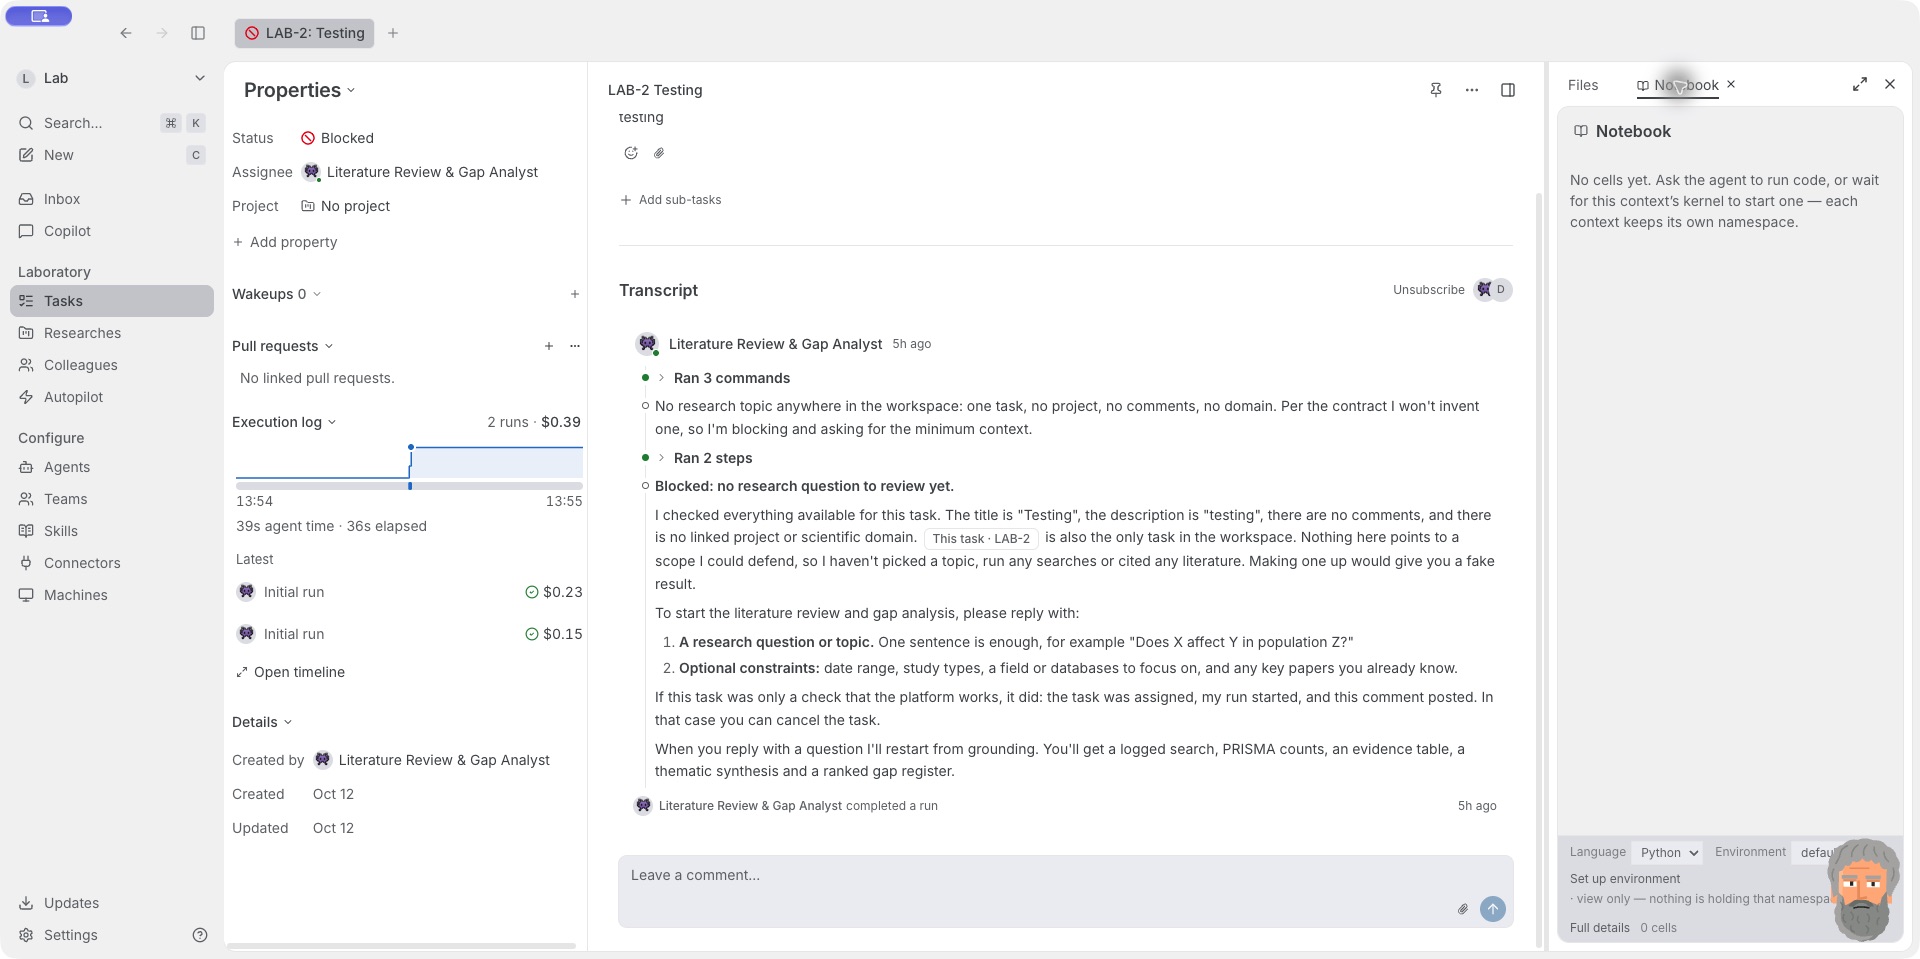 LAB-2: Testing
L Lab
Search... ⌘ K
New C
Inbox
Copilot
Laboratory
Tasks
Researches
Colleagues
Autopilot
Configure
Agents
Teams
Skills
Connectors
Machines
Updates
Settings
Properties
Status Blocked
Assignee Literature Review & Gap Analyst
Project No project
+ Add property
Wakeups 0
Pull requests
No linked pull requests.
Execution log 2 runs · $0.39
13:54 13:55
39s agent time · 36s elapsed
Latest
Initial run $0.23
Initial run $0.15
Open timeline
Details
Created by Literature Review & Gap Analyst
Created Oct 12
Updated Oct 12
LAB-2 Testing
testing
+ Add sub-tasks
Transcript Unsubscribe D
Literature Review & Gap Analyst 5h ago
Ran 3 commands
No research topic anywhere in the workspace: one task, no project, no comments, no domain. Per the contract I won't invent
one, so I'm blocking and asking for the minimum context.
Ran 2 steps
Blocked: no research question to review yet.
I checked everything available for this task. The title is "Testing", the description is "testing", there are no comments, and there
is no linked project or scientific domain. This task · LAB-2 is also the only task in the workspace. Nothing here points to a
scope I could defend, so I haven't picked a topic, run any searches or cited any literature. Making one up would give you a fake
result.
To start the literature review and gap analysis, please reply with:
1. A research question or topic. One sentence is enough, for example "Does X affect Y in population Z?"
2. Optional constraints: date range, study types, a field or databases to focus on, and any key papers you already know.
If this task was only a check that the platform works, it did: the task was assigned, my run started, and this comment posted. In
that case you can cancel the task.
When you reply with a question I'll restart from grounding. You'll get a logged search, PRISMA counts, an evidence table, a
thematic synthesis and a ranked gap register.
Literature Review & Gap Analyst completed a run 5h ago
Leave a comment...
Files Notebook
Notebook
No cells yet. Ask the agent to run code, or wait
for this context's kernel to start one — each
context keeps its own namespace.
Language Python Environment
Set up environment
· view only — nothing is holding that
Full details 0 cells